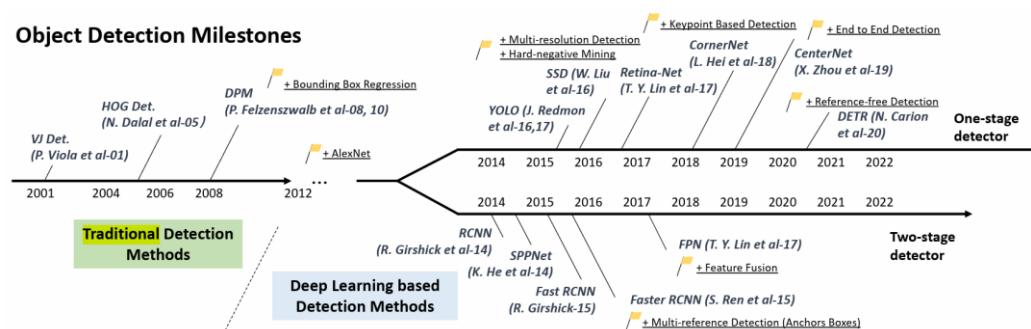 Object Detection Milestones
+ Bounding Box Regression
DPM
(P. Felzenszwalb et al-08, 10)
HOG Det.
(N. Dalal et al-05)
VJ Det.
(P. Viola et al-01)
+ AlexNet
2001
2004
2006
2008
2012
...
Traditional Detection
Methods
Deep Learning based
Detection Methods
+ Multi-resolution Detection
+ Hard-negative Mining
SSD (W. Liu
et al-16)
YOLO (J. Redmon
et al-16,17)
+ Keypoint Based Detection
Retina-Net
(T. Y. Lin et al-17)
CornerNet
(L. Hei et al-18)
+ End to End Detection
CenterNet
(X. Zhou et al-19)
+ Reference-free Detection
DETR (N. Carion
et al-20)
One-stage
detector
2014 2015 2016 2017 2018 2019 2020 2021 2022
2014 2015 2016 2017 2018 2019 2020 2021 2022
Two-stage
detector
RCNN
(R. Girshick et al-14)
SPPNet
(K. He et al-14)
Fast RCNN
(R. Girshick-15)
Faster RCNN (S. Ren et al-15)
+ Multi-reference Detection (Anchors Boxes)
FPN (T. Y. Lin et al-17)
+ Feature Fusion